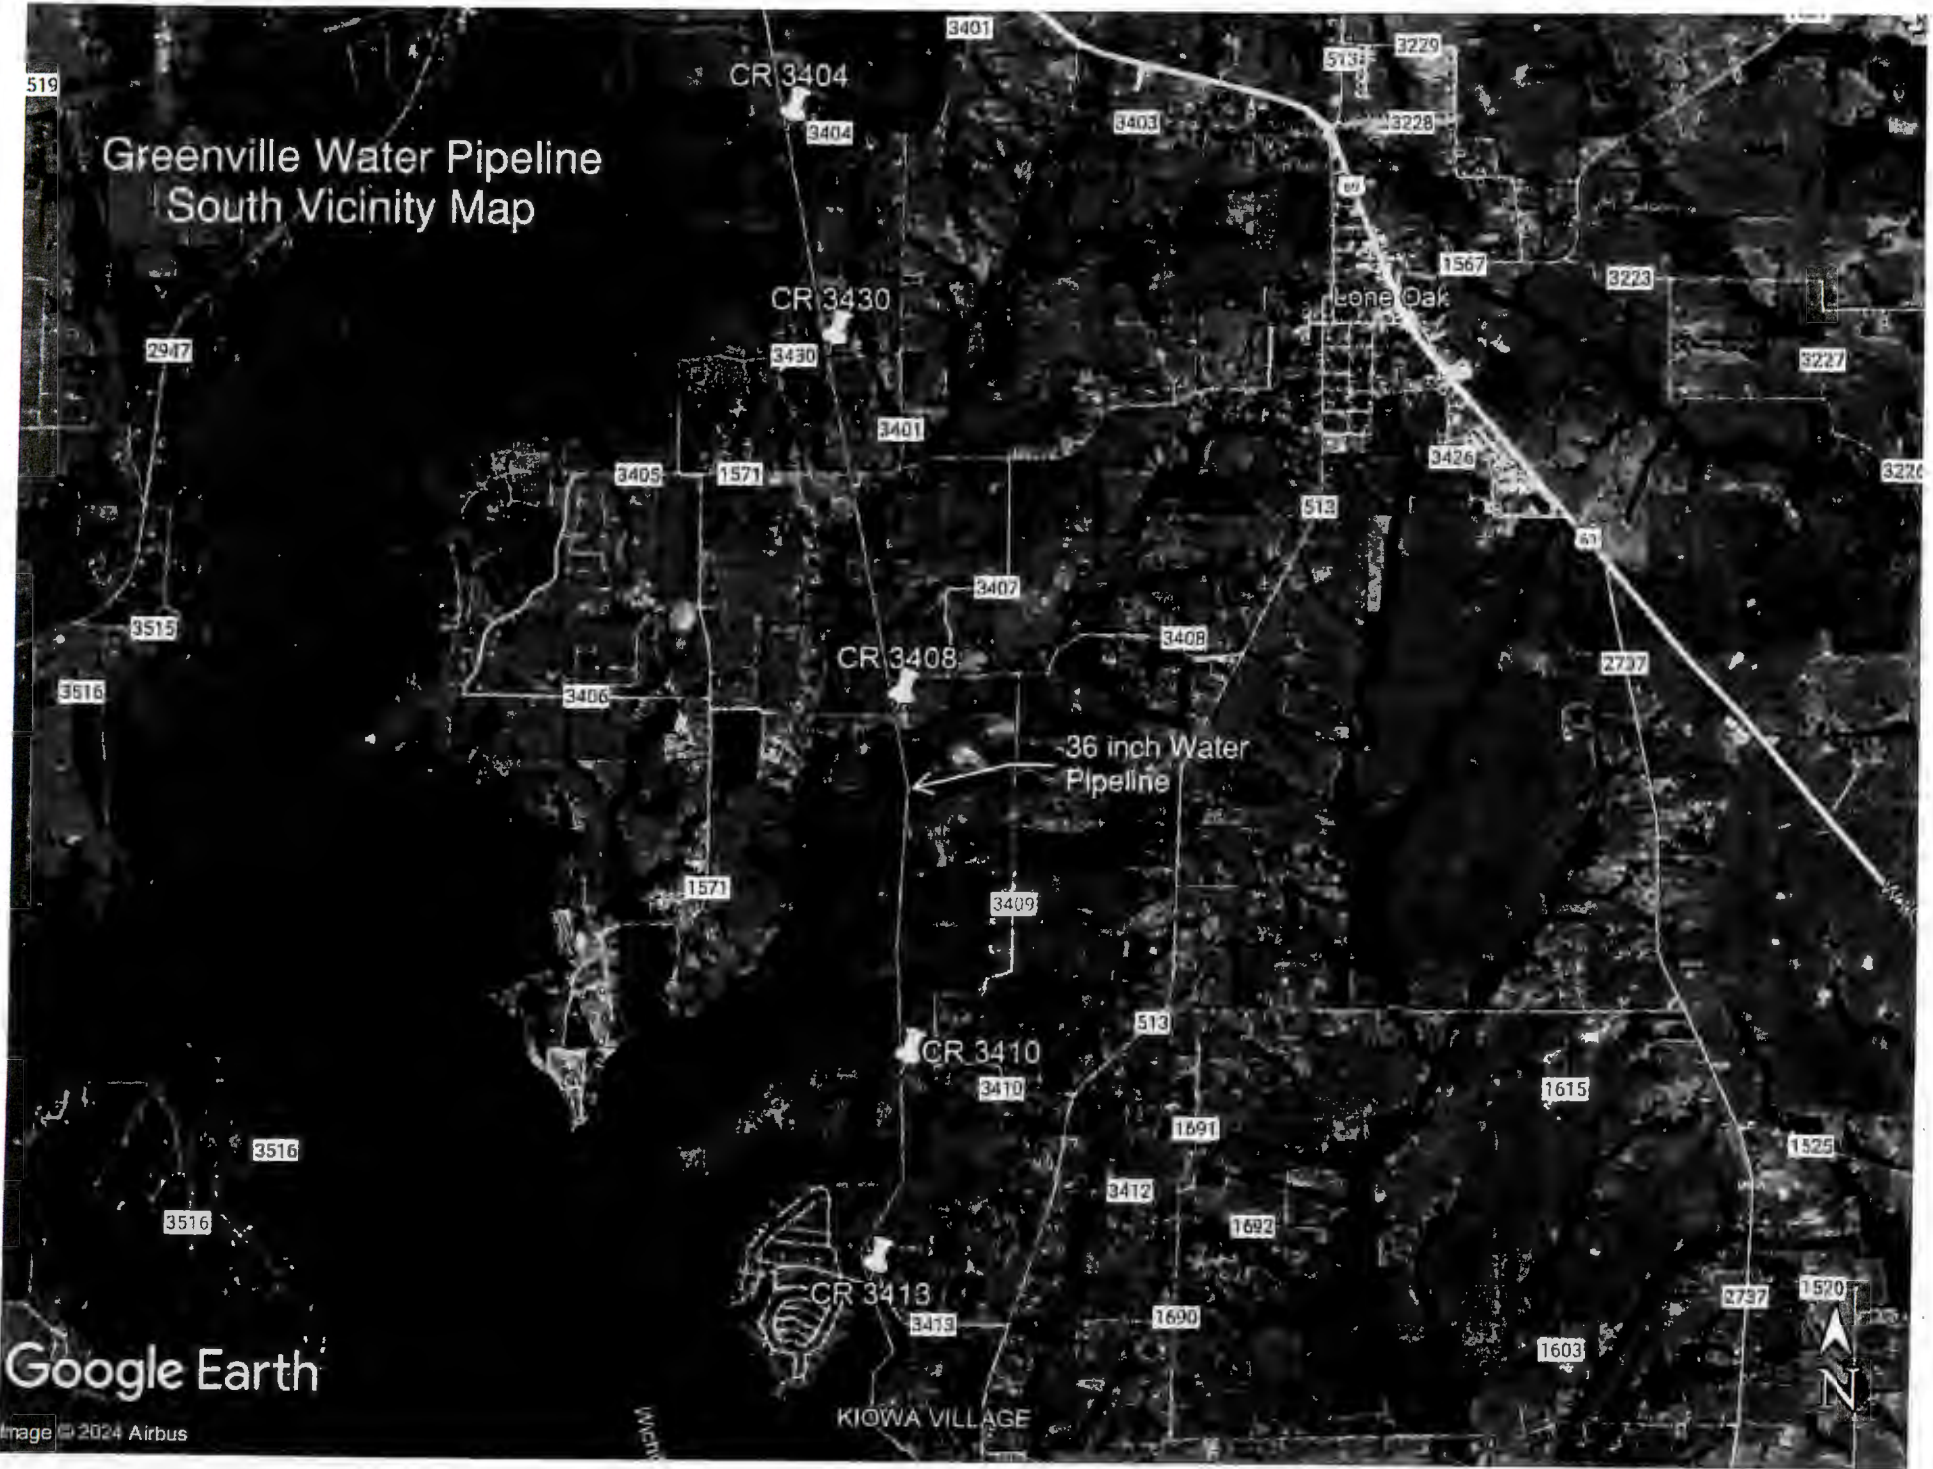 3401
3229
513
519
CR 3404
3404
3403
3228
Greenville Water Pipeline
South Vicinity Map
69
1567
3223
Lone Oak
CR 3430
3430
2947
3227
3401
3426
3405
1571
513
3407
3515
CR 3408
3408
2737
3516
3406
36 inch Water
Pipeline
1571
3409
513
CR 3410
3410
1615
1691
1525
3516
3412
3516
1692
CR 3413
3413
1690
2737
1520
1603
N
Google Earth
KIOWA VILLAGE
Image © 2024 Airbus